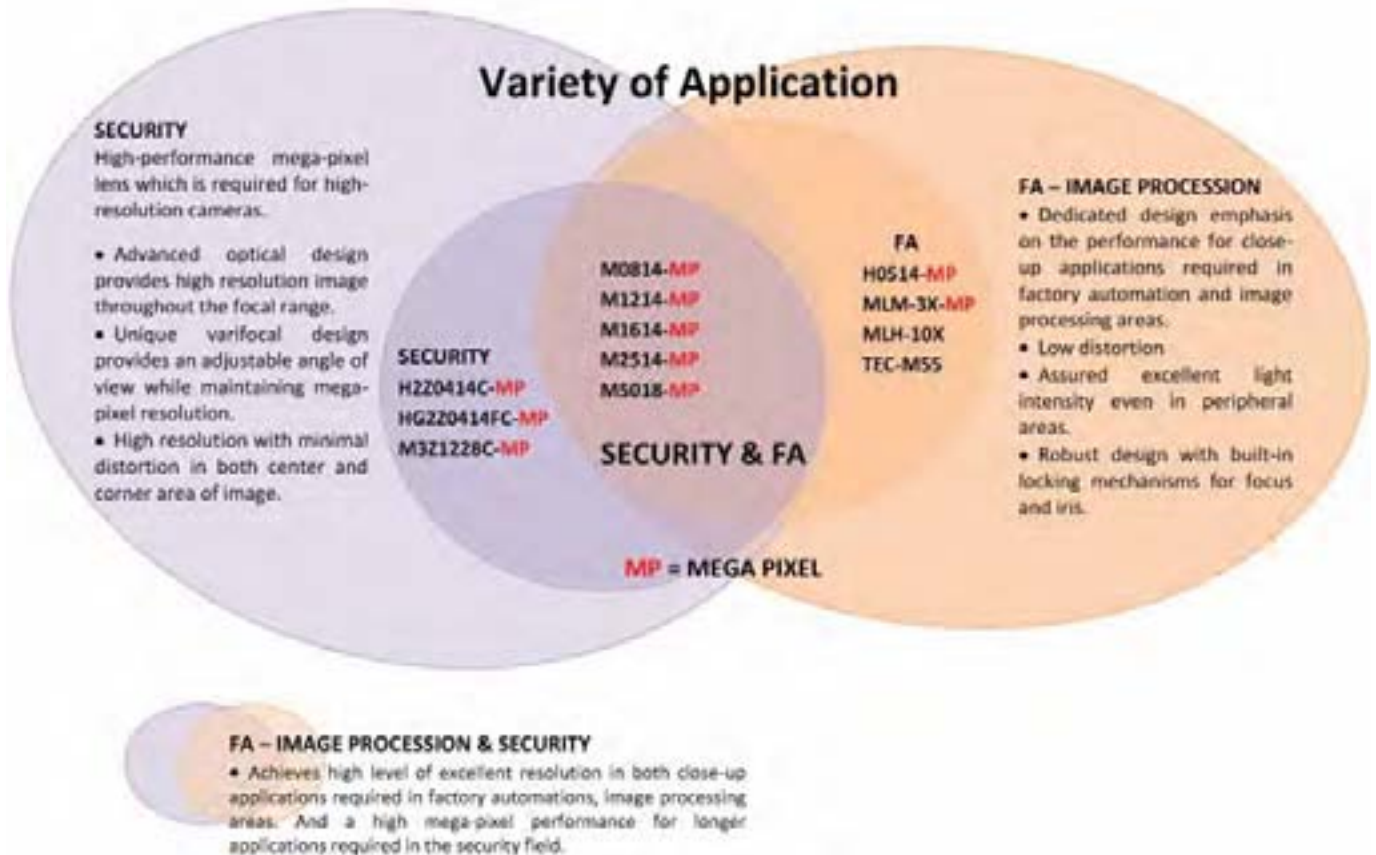 Variety of Application
SECURITY
High-performance mega-pixel
lens which is required for high-
resolution cameras.
• Advanced optical design
provides high resolution image
throughout the focal range.
• Unique varifocal design
provides an adjustable angle of
view while maintaining mega-
pixel resolution.
• High resolution with minimal
distortion in both center and
corner area of image.
SECURITY
H2Z0414C-MP
HG2Z0414FC-MP
M3Z1228C-MP
M0814-MP
M1214-MP
M1614-MP
M2514-MP
M5018-MP
SECURITY & FA
MP = MEGA PIXEL
FA
H0514-MP
MLM-3X-MP
MLH-10X
TEC-M55
FA – IMAGE PROCESSION
• Dedicated design emphasis
on the performance for close-
up applications required in
factory automation and image
processing areas.
• Low distortion
• Assured excellent light
intensity even in peripheral
areas.
• Robust design with built-in
locking mechanisms for focus
and iris.
FA – IMAGE PROCESSION & SECURITY
• Achieves high level of excellent resolution in both close-up
applications required in factory automations, image processing
areas. And a high mega-pixel performance for longer
applications required in the security field.